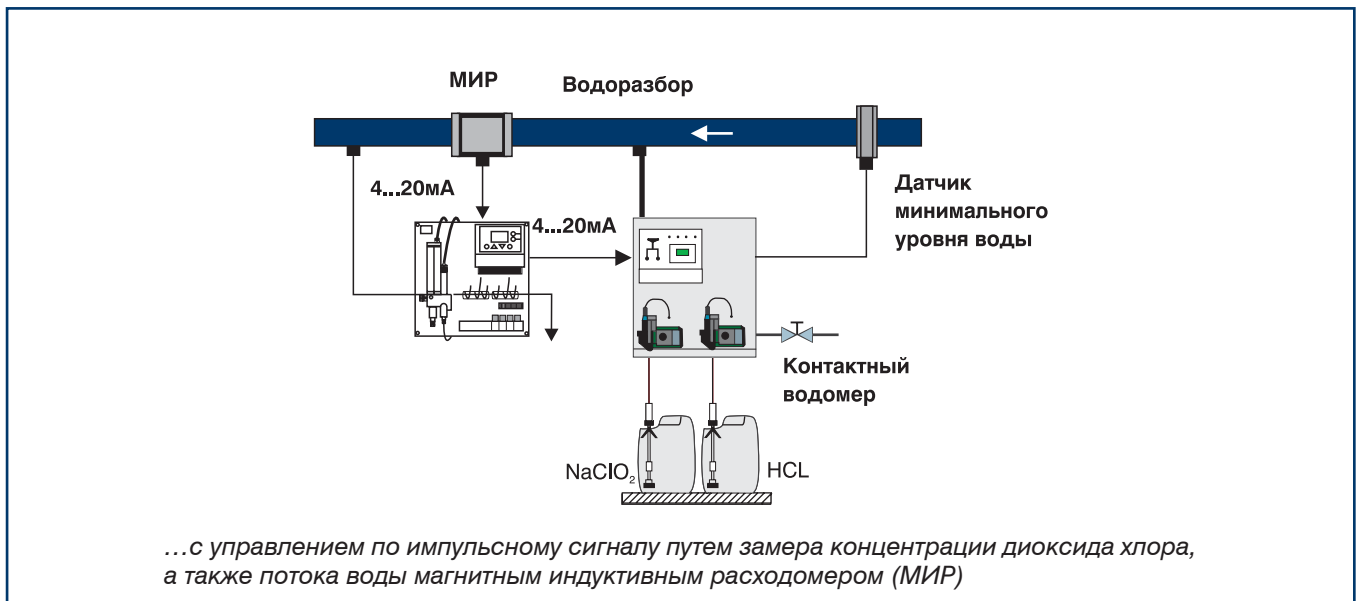 МИР
Водоразбор
4...20мА
4...20мА
Датчик
минимального
уровня воды
Контактный
водомер
NaClO₂
HCL
...с управлением по импульсному сигналу путем замера концентрации диоксида хлора,
а также потока воды магнитным индуктивным расходомером (МИР)